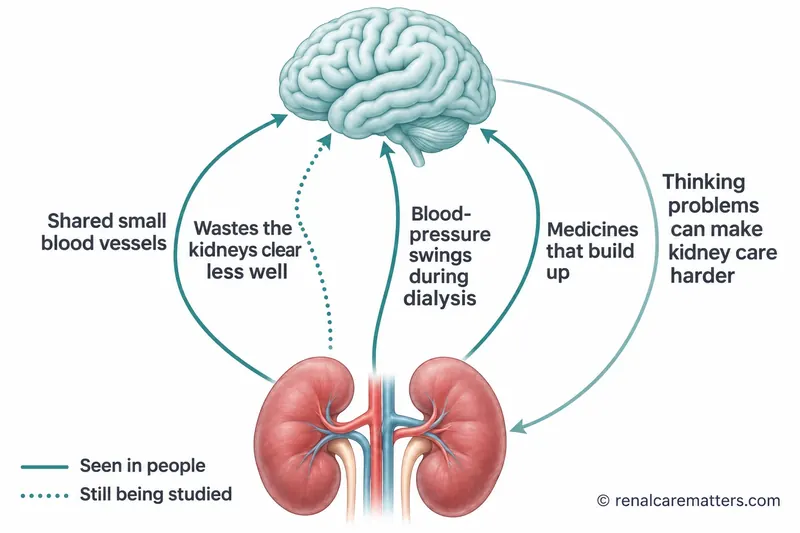 Shared small
blood vessels
Wastes the
kidneys clear
less well
Blood-
pressure
swings
during
dialysis
Medicines
that build
up
Thinking
problems
can make
kidney care
harder
Seen in people
Still being studied
© renalcarematters.com